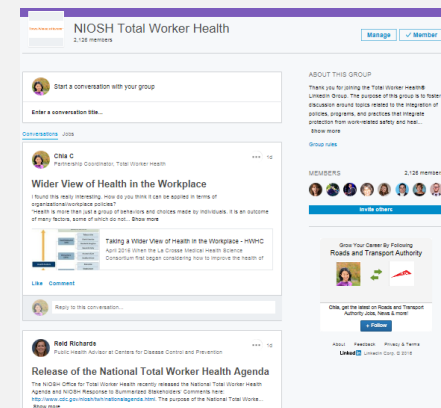 NIOSH Total Worker Health
2,126 members
Manage
✓ Member
Start a conversation with your group
Enter a conversation title...
Conversations Jobs
Chia C
Partnership Coordinator, Total Worker Health
1d
Wider View of Health in the Workplace
I found this really interesting. How do you think it can be applied in terms of
organizational/workplace policies?
"Health is more than just a group of behaviors and choices made by individuals. It is an outcome
of many factors, some of which do not... Show more
Taking a Wider View of Health in the Workplace - HWHC
April 2015 When the La Crosse Medical Health Science
Consortium first began considering how to improve the health of
Like Comment
Reply to this conversation...
Reid Richards
Public Health Advisor at Centers for Disease Control and Prevention
1d
Release of the National Total Worker Health Agenda
The NIOSH Office for Total Worker Health recently released the National Total Worker Health
Agenda and NIOSH Response to Summarized Stakeholders' Comments here:
http://www.cdc.gov/niosh/twh/nationalagenda.html. The purpose of the National Total Worke...
Show more
ABOUT THIS GROUP
Thank you for joining the Total Worker Health®
LinkedIn Group. The purpose of this group is to foster
discussion around topics related to the integration of
policies, programs, and practices that integrate
protection from work-related safety and heal...
Show more
Group rules
MEMBERS
2,126 members
Invite others
Grow Your Career By Following
Roads and Transport Authority
Chia, get the latest on Roads and Transport
Authority Jobs, News & more!
+ Follow
About Feedback Privacy & Terms
LinkedIn LinkedIn Corp. © 2016